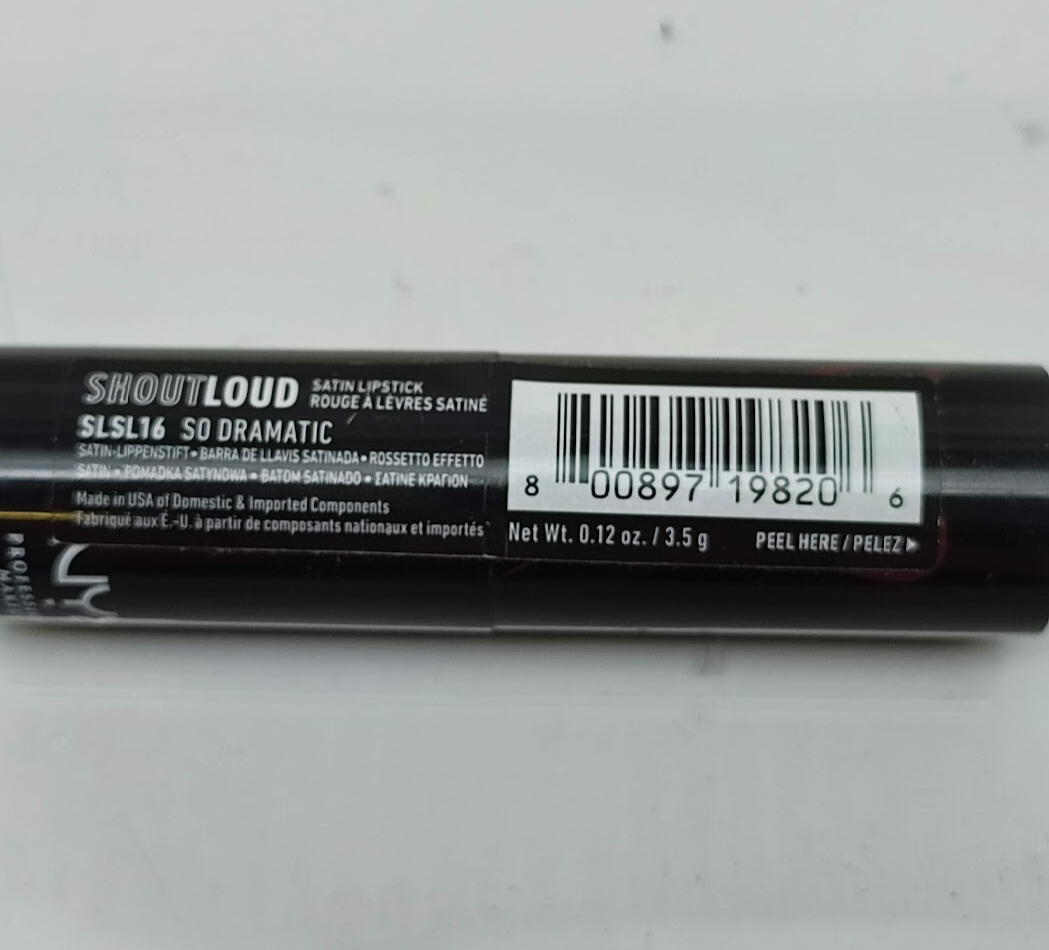 SHOUTLOUD SATIN LIPSTICK
ROUGE À LÈVRES SATINÉ
SLSL16 SO DRAMATIC
SATIN-LIPPENSTIFT • BARRA DE LLAVIS SATINADA • ROSSETTO EFFETTO
SATIN • POMADKA SATYNOWA • BATOM SATINADO • ΣΑΤΙΝΕ ΚΡΑΓΙΟΝ
Made in USA of Domestic & Imported Components
Fabriqué aux É.-U. à partir de composants nationaux et importés
8 00897 19820 6
Net Wt. 0.12 oz. / 3.5 g PEEL HERE / PELEZ